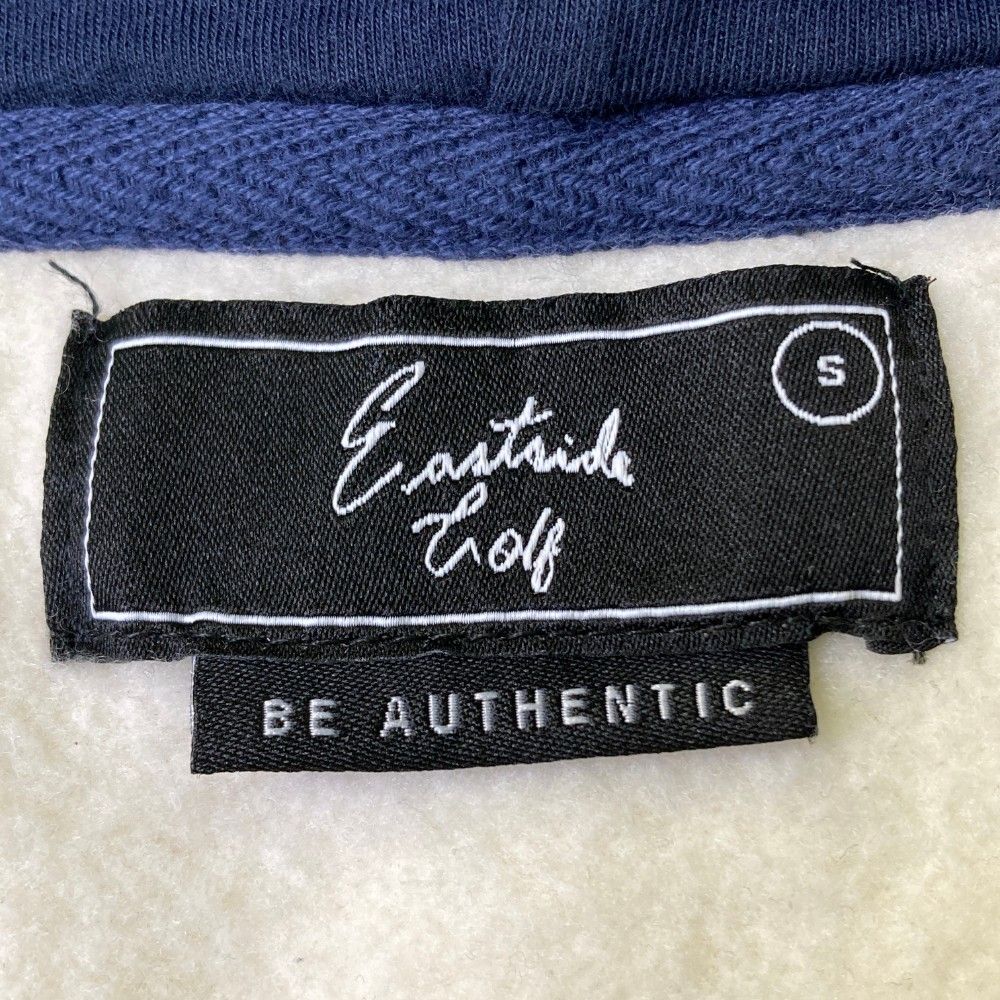 S
Eastside
Golf
BE AUTHENTIC